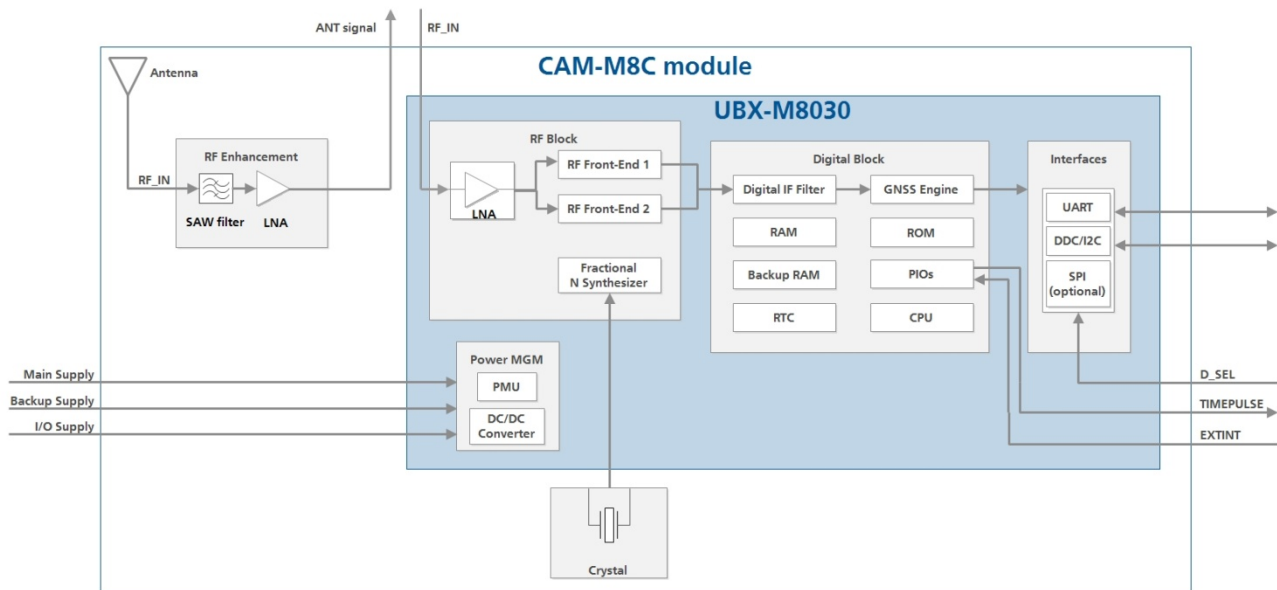 ANT signal
RF_IN
CAM-M8C module
Antenna
UBX-M8030
RF Enhancement
RF_IN
SAW filter
LNA
RF Block
LNA
RF Front-End 1
RF Front-End 2
Fractional
N Synthesizer
Digital Block
Digital IF Filter
GNSS Engine
RAM
ROM
Backup RAM
PIOs
RTC
CPU
Interfaces
UART
DDC/I2C
SPI
(optional)
Power MGM
PMU
DC/DC
Converter
Main Supply
Backup Supply
I/O Supply
D_SEL
TIMEPULSE
EXTINT
Crystal